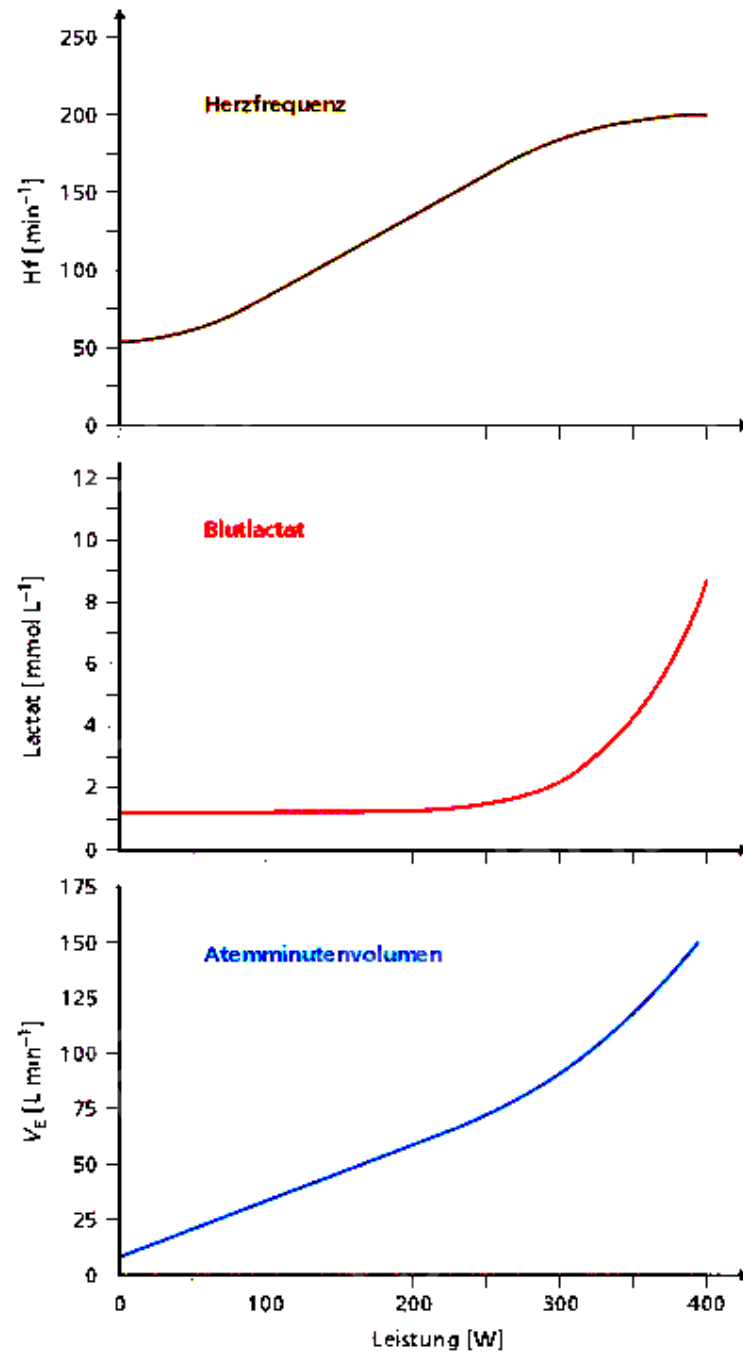 250
Herzfrequenz
200
150
100
50
0
Hf [min⁻¹]
12
Blutlactat
10
8
6
4
2
0
Lactat [mmol L⁻¹]
175
Atemminutenvolumen
150
125
100
75
50
25
0
V_E [L min⁻¹]
0 100 200 300 400
Leistung [W]